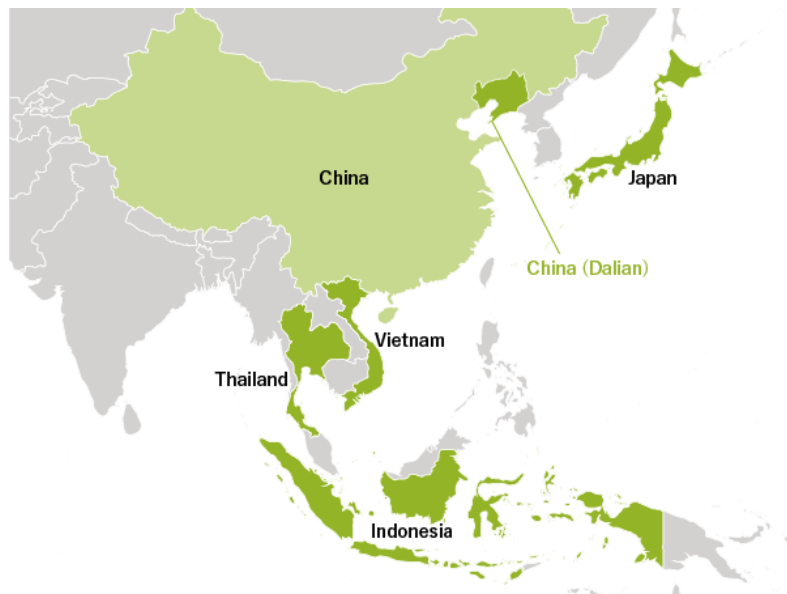 China
Japan
China (Dalian)
Vietnam
Thailand
Indonesia